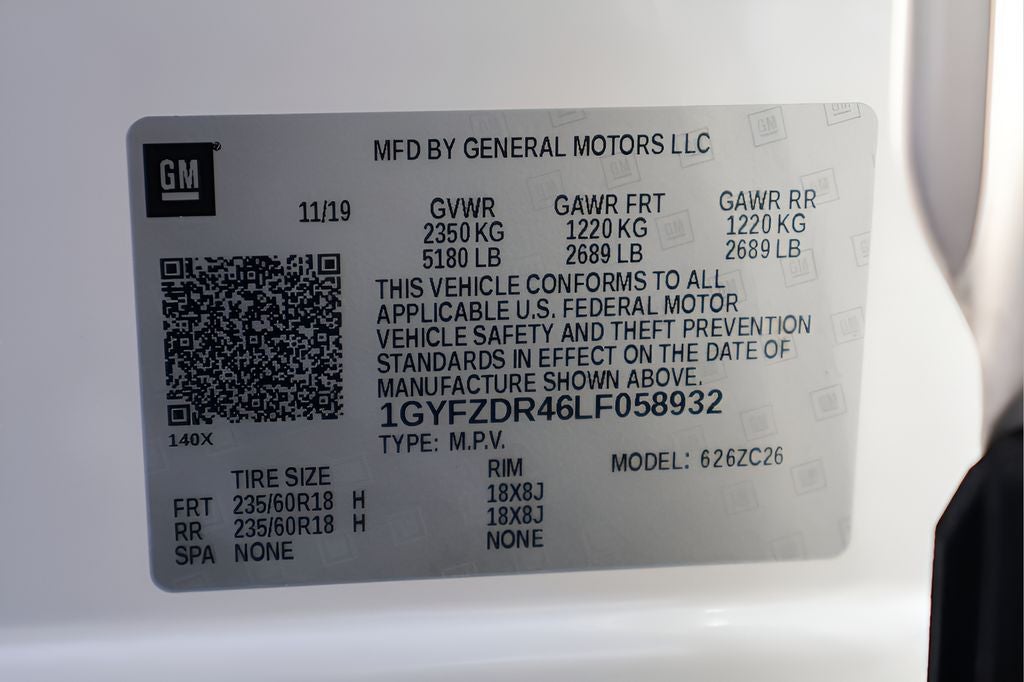 GM
MFD BY GENERAL MOTORS LLC
11/19
GVWR GAWR FRT GAWR RR
2350 KG 1220 KG 1220 KG
5180 LB 2689 LB 2689 LB
THIS VEHICLE CONFORMS TO ALL
APPLICABLE U.S. FEDERAL MOTOR
VEHICLE SAFETY AND THEFT PREVENTION
STANDARDS IN EFFECT ON THE DATE OF
MANUFACTURE SHOWN ABOVE.
1GYFZDR46LF058932
140X
TYPE: M.P.V. MODEL: 626ZC26
TIRE SIZE RIM
FRT 235/60R18 H 18X8J
RR 235/60R18 H 18X8J
SPA NONE NONE